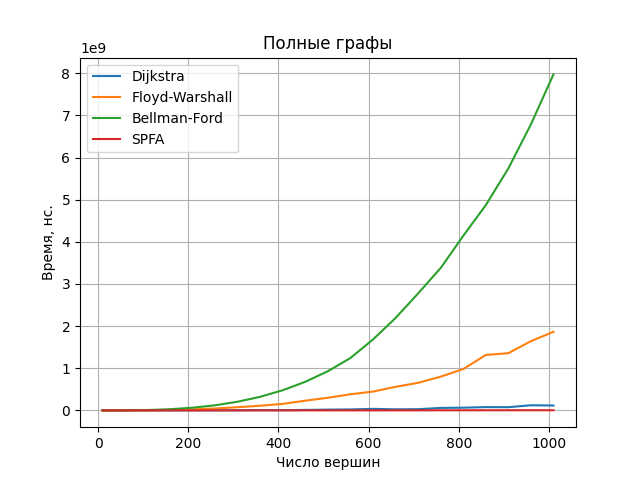 Полные графы
1e9
Dijkstra
Floyd-Warshall
Bellman-Ford
SPFA
8
7
6
5
4
3
2
1
0
Время, нс.
0 200 400 600 800 1000
Число вершин